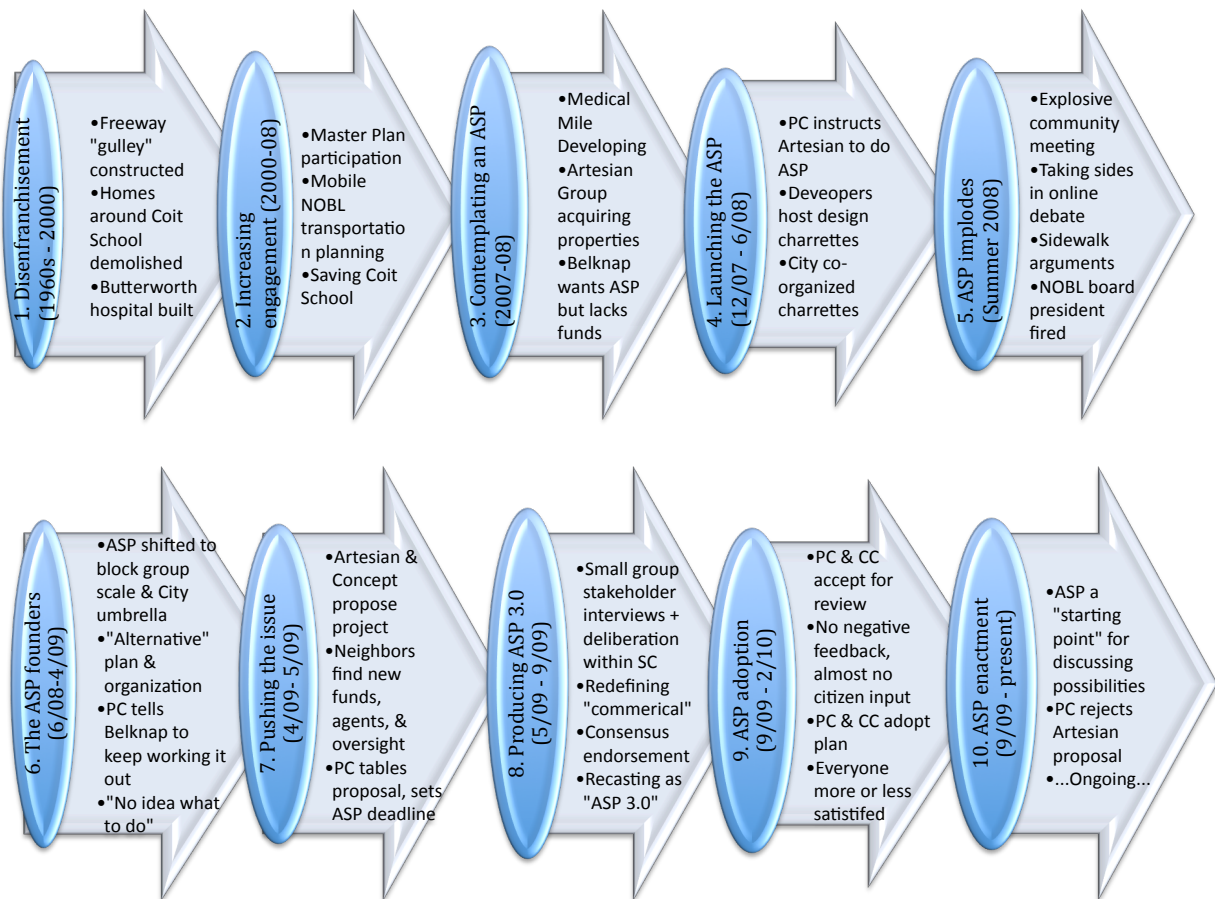 1. Disenfranchisement
(1960s - 2000)
•Freeway
"gulley"
constructed
•Homes
around Coit
School
demolished
•Butterworth
hospital built
2. Increasing
engagement (2000-08)
•Master Plan
participation
•Mobile
NOBL
transportatio
n planning
•Saving Coit
School
3. Contemplating an ASP
(2007-08)
•Medical
Mile
Developing
•Artesian
Group
acquiring
properties
•Belknap
wants ASP
but lacks
funds
4. Launching the ASP
(12/07 - 6/08)
•PC instructs
Artesian to do
ASP
•Deveopers
host design
charrettes
•City co-
organized
charrettes
5. ASP implodes
(Summer 2008)
•Explosive
community
meeting
•Taking sides
in online
debate
•Sidewalk
arguments
•NOBL board
president
fired
6. The ASP founders
(6/08-4/09)
•ASP shifted to
block group
scale & City
umbrella
•"Alternative"
plan &
organization
•PC tells
Belknap to
keep working it
out
•"No idea what
to do"
7. Pushing the issue
(4/09- 5/09)
•Artesian &
Concept
propose
project
•Neighbors
find new
funds,
agents, &
oversight
•PC tables
proposal, sets
ASP deadline
8. Producing ASP 3.0
(5/09 - 9/09)
•Small group
stakeholder
interviews +
deliberation
within SC
•Redefining
"commerical"
•Consensus
endorsement
•Recasting as
"ASP 3.0"
9. ASP adoption
(9/09 - 2/10)
•PC & CC
accept for
review
•No negative
feedback,
almost no
citizen input
•PC & CC adopt
plan
•Everyone
more or less
satistifed
10. ASP enactment
(9/09 - present)
•ASP a
"starting
point" for
discussing
possibilities
•PC rejects
Artesian
proposal
•...Ongoing...